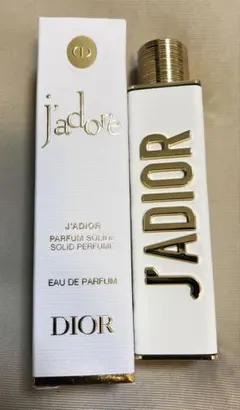 j'adore
J'ADIOR
PARFUM SOLIDE
SOLID PERFUME
EAU DE PARFUM
DIOR
J'ADIOR